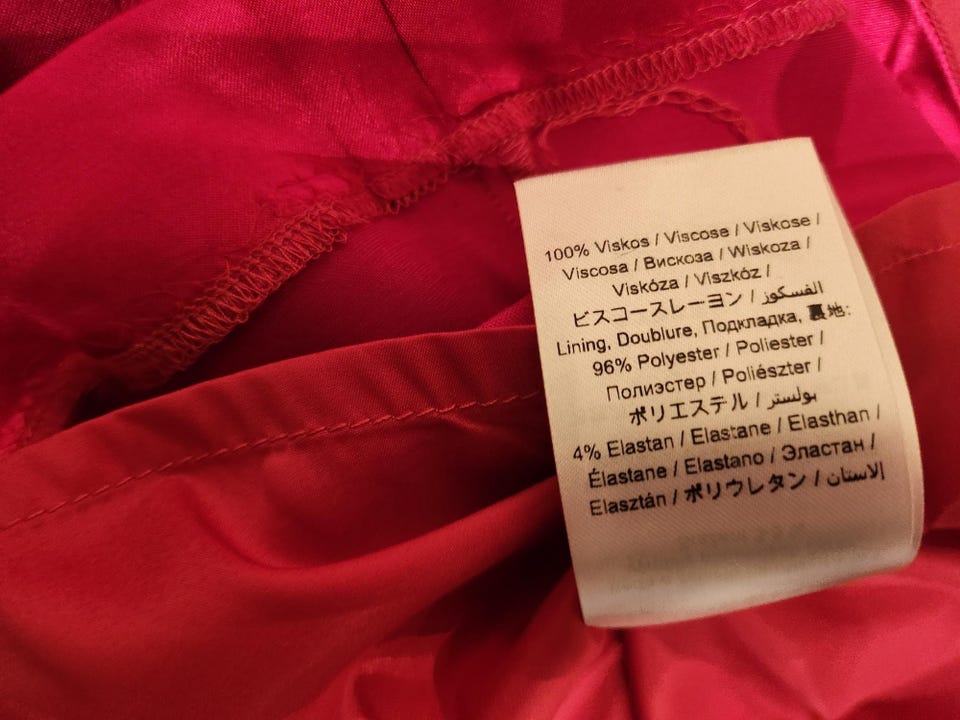 100% Viskos / Viscose / Viskose /
Viscosa / Вискоза / Wiskoza /
Viskóza / Viszkóz /
ビスコースレーヨン / الفسكوز
Lining, Doublure, Подкладка, 裏地:
96% Polyester / Poliester /
Полиэстер / Poliészter /
ポリエステル / بولستر
4% Elastan / Elastane / Elasthan /
Élastane / Elastano / Эластан /
Elasztán / ポリウレタン / الاستان